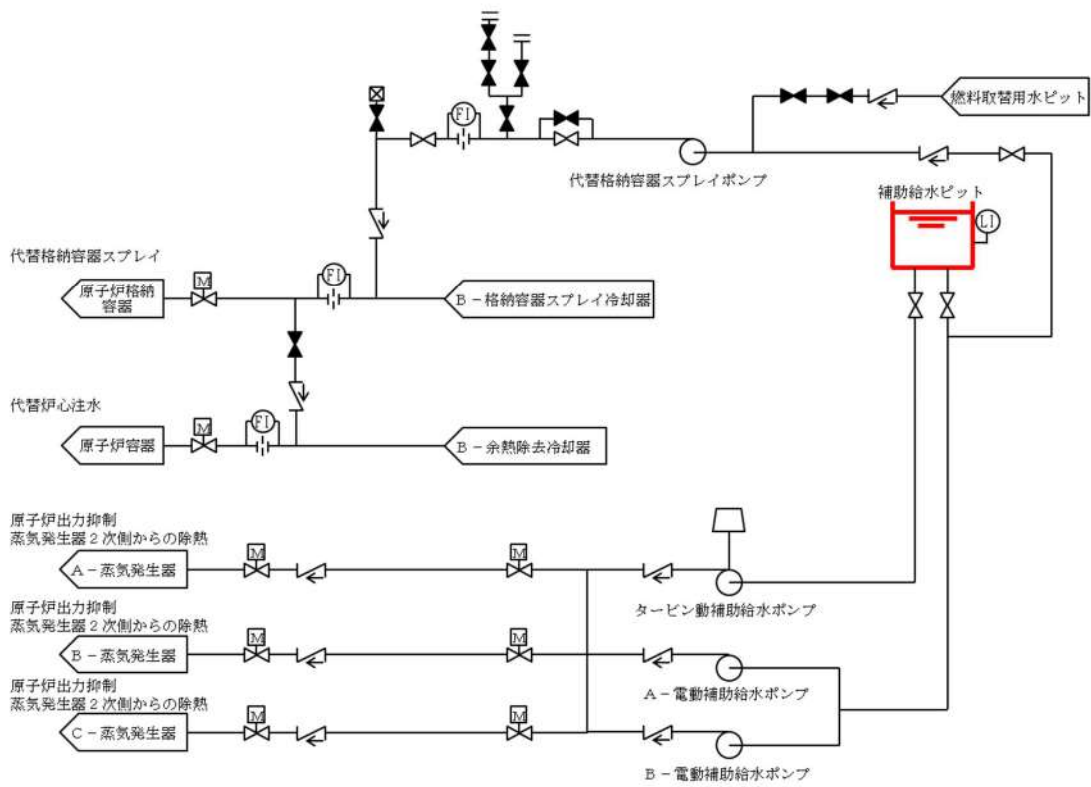 FI
燃料取替用水ピット
代替格納容器スプレイポンプ
補助給水ピット
LI
代替格納容器スプレイ
M
FI
原子炉格納
容器
B-格納容器スプレイ冷却器
代替炉心注水
M
FI
原子炉容器
B-余熱除去冷却器
原子炉出力抑制
蒸気発生器2次側からの除熱
M
M
A-蒸気発生器
タービン動補助給水ポンプ
原子炉出力抑制
蒸気発生器2次側からの除熱
M
M
B-蒸気発生器
A-電動補助給水ポンプ
原子炉出力抑制
蒸気発生器2次側からの除熱
M
M
C-蒸気発生器
B-電動補助給水ポンプ